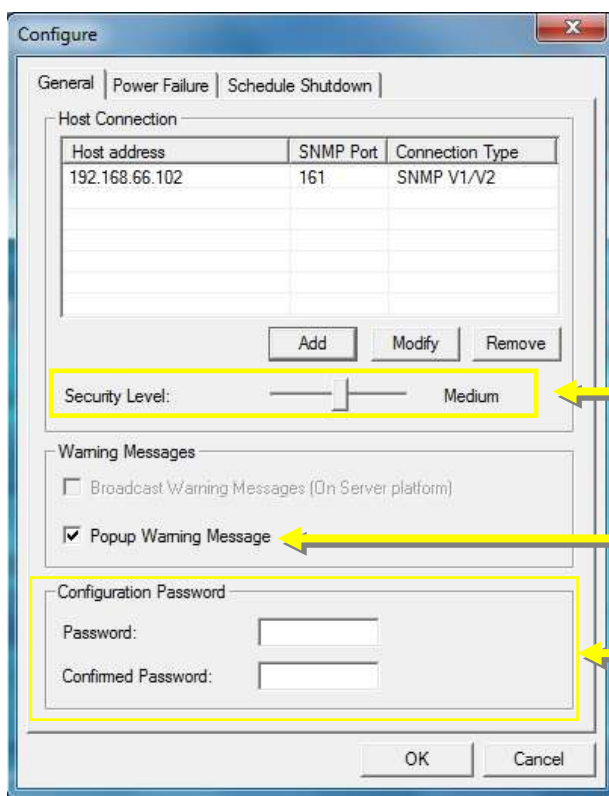 Configure
General Power Failure Schedule Shutdown
Host Connection
Host address SNMP Port Connection Type
192.168.66.102 161 SNMP V1/V2
Add Modify Remove
Security Level: Medium
Warning Messages
Broadcast Warning Messages (On Server platform)
Popup Warning Message
Configuration Password
Password:
Confirmed Password:
OK Cancel